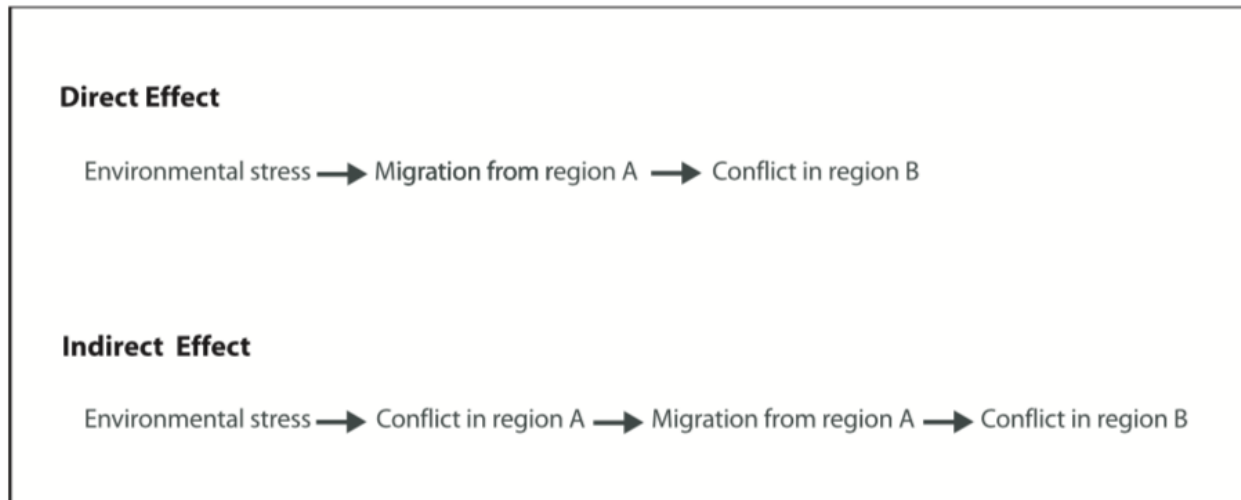 Direct Effect
Environmental stress Migration from region A Conflict in region B
Indirect Effect
Environmental stress Conflict in region A Migration from region A Conflict in region B